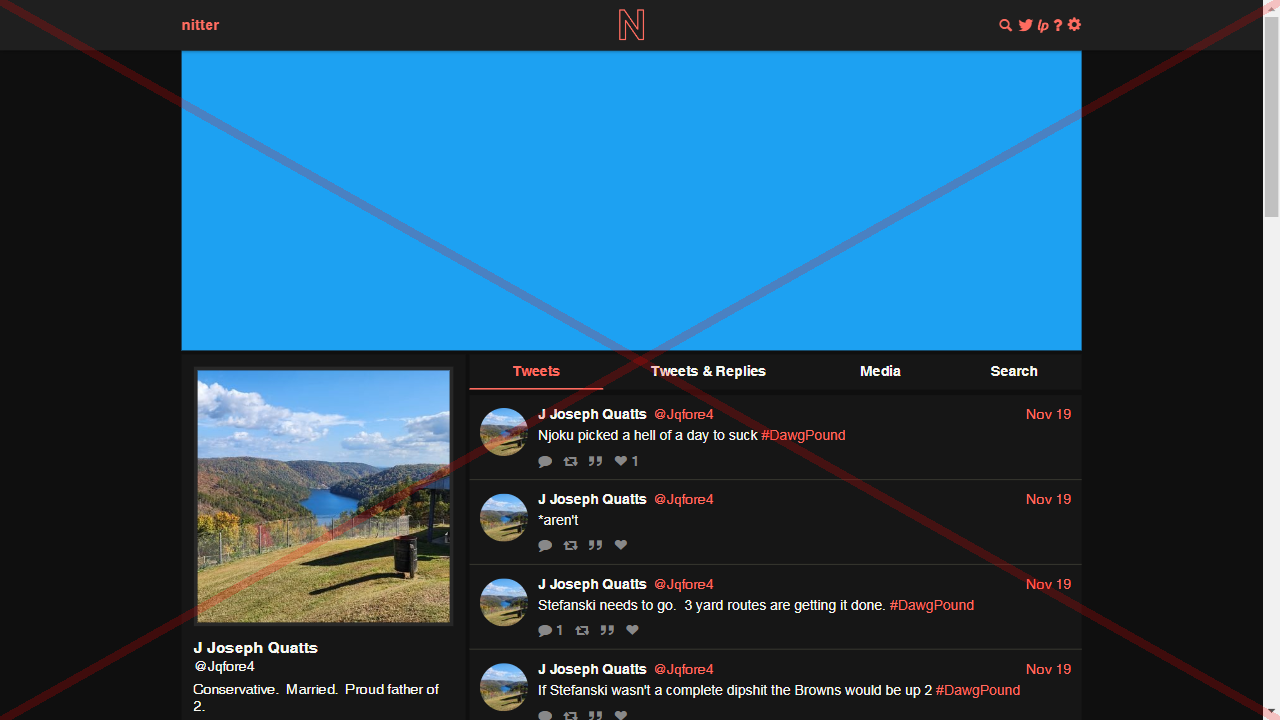 nitter
N
lp ?
Tweets Tweets & Replies Media Search
J Joseph Quatts @Jqfore4 Nov 19
Njoku picked a hell of a day to suck #DawgPound
1
J Joseph Quatts @Jqfore4 Nov 19
*aren't
J Joseph Quatts @Jqfore4 Nov 19
Stefanski needs to go.  3 yard routes are getting it done. #DawgPound
1
J Joseph Quatts @Jqfore4 Nov 19
If Stefanski wasn't a complete dipshit the Browns would be up 2 #DawgPound
J Joseph Quatts
@Jqfore4
Conservative.  Married.  Proud father of
2.